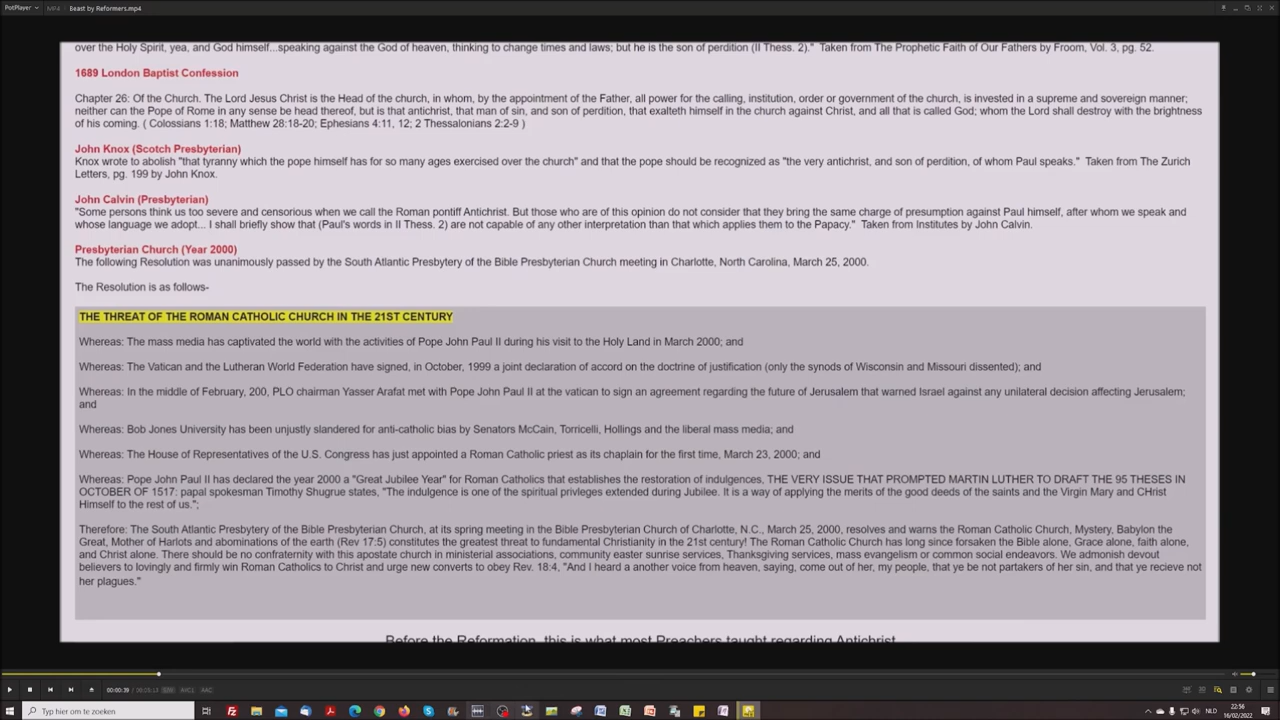 PotPlayer
MP4
Beast by Reformers.mp4
over the Holy Spirit, yea, and God himself...speaking against the God of heaven, thinking to change times and laws; but he is the son of perdition (II Thess. 2)." Taken from The Prophetic Faith of Our Fathers by Froom, Vol. 3, pg. 52.
1689 London Baptist Confession
Chapter 26: Of the Church. The Lord Jesus Christ is the Head of the church, in whom, by the appointment of the Father, all power for the calling, institution, order or government of the church, is invested in a supreme and sovereign manner;
neither can the Pope of Rome in any sense be head thereof, but is that antichrist, that man of sin, and son of perdition, that exalteth himself in the church against Christ, and all that is called God; whom the Lord shall destroy with the brightness
of his coming. ( Colossians 1:18; Matthew 28:18-20; Ephesians 4:11, 12; 2 Thessalonians 2:2-9 )
John Knox (Scotch Presbyterian)
Knox wrote to abolish "that tyranny which the pope himself has for so many ages exercised over the church" and that the pope should be recognized as "the very antichrist, and son of perdition, of whom Paul speaks." Taken from The Zurich
Letters, pg. 199 by John Knox.
John Calvin (Presbyterian)
"Some persons think us too severe and censorious when we call the Roman pontiff Antichrist. But those who are of this opinion do not consider that they bring the same charge of presumption against Paul himself, after whom we speak and
whose language we adopt... I shall briefly show that (Paul's words in II Thess. 2) are not capable of any other interpretation than that which applies them to the Papacy." Taken from Institutes by John Calvin.
Presbyterian Church (Year 2000)
The following Resolution was unanimously passed by the South Atlantic Presbytery of the Bible Presbyterian Church meeting in Charlotte, North Carolina, March 25, 2000.
The Resolution is as follows-
THE THREAT OF THE ROMAN CATHOLIC CHURCH IN THE 21ST CENTURY
Whereas: The mass media has captivated the world with the activities of Pope John Paul II during his visit to the Holy Land in March 2000; and
Whereas: The Vatican and the Lutheran World Federation have signed, in October, 1999 a joint declaration of accord on the doctrine of justification (only the synods of Wisconsin and Missouri dissented); and
Whereas: In the middle of February, 200, PLO chairman Yasser Arafat met with Pope John Paul II at the vatican to sign an agreement regarding the future of Jerusalem that warned Israel against any unilateral decision affecting Jerusalem;
and
Whereas: Bob Jones University has been unjustly slandered for anti-catholic bias by Senators McCain, Torricelli, Hollings and the liberal mass media; and
Whereas: The House of Representatives of the U.S. Congress has just appointed a Roman Catholic priest as its chaplain for the first time, March 23, 2000; and
Whereas: Pope John Paul II has declared the year 2000 a "Great Jubilee Year" for Roman Catholics that establishes the restoration of indulgences, THE VERY ISSUE THAT PROMPTED MARTIN LUTHER TO DRAFT THE 95 THESES IN
OCTOBER OF 1517: papal spokesman Timothy Shugrue states, "The indulgence is one of the spiritual privleges extended during Jubilee. It is a way of applying the merits of the good deeds of the saints and the Virgin Mary and CHrist
Himself to the rest of us.";
Therefore: The South Atlantic Presbytery of the Bible Presbyterian Church, at its spring meeting in the Bible Presbyterian Church of Charlotte, N.C., March 25, 2000, resolves and warns the Roman Catholic Church, Mystery, Babylon the
Great, Mother of Harlots and abominations of the earth (Rev 17:5) constitutes the greatest threat to fundamental Christianity in the 21st century! The Roman Catholic Church has long since forsaken the Bible alone, Grace alone, faith alone,
and Christ alone. There should be no confraternity with this apostate church in ministerial associations, community easter sunrise services, Thanksgiving services, mass evangelism or common social endeavors. We admonish devout
believers to lovingly and firmly win Roman Catholics to Christ and urge new converts to obey Rev. 18:4, "And I heard a another voice from heaven, saying, come out of her, my people, that ye be not partakers of her sin, and that ye recieve not
her plagues."
Before the Reformation, this is what most Preachers taught regarding Antichrist
00:00:39
AVC1
AAC
Typ hier om te zoeken
NLD
22:56
16/02/2022